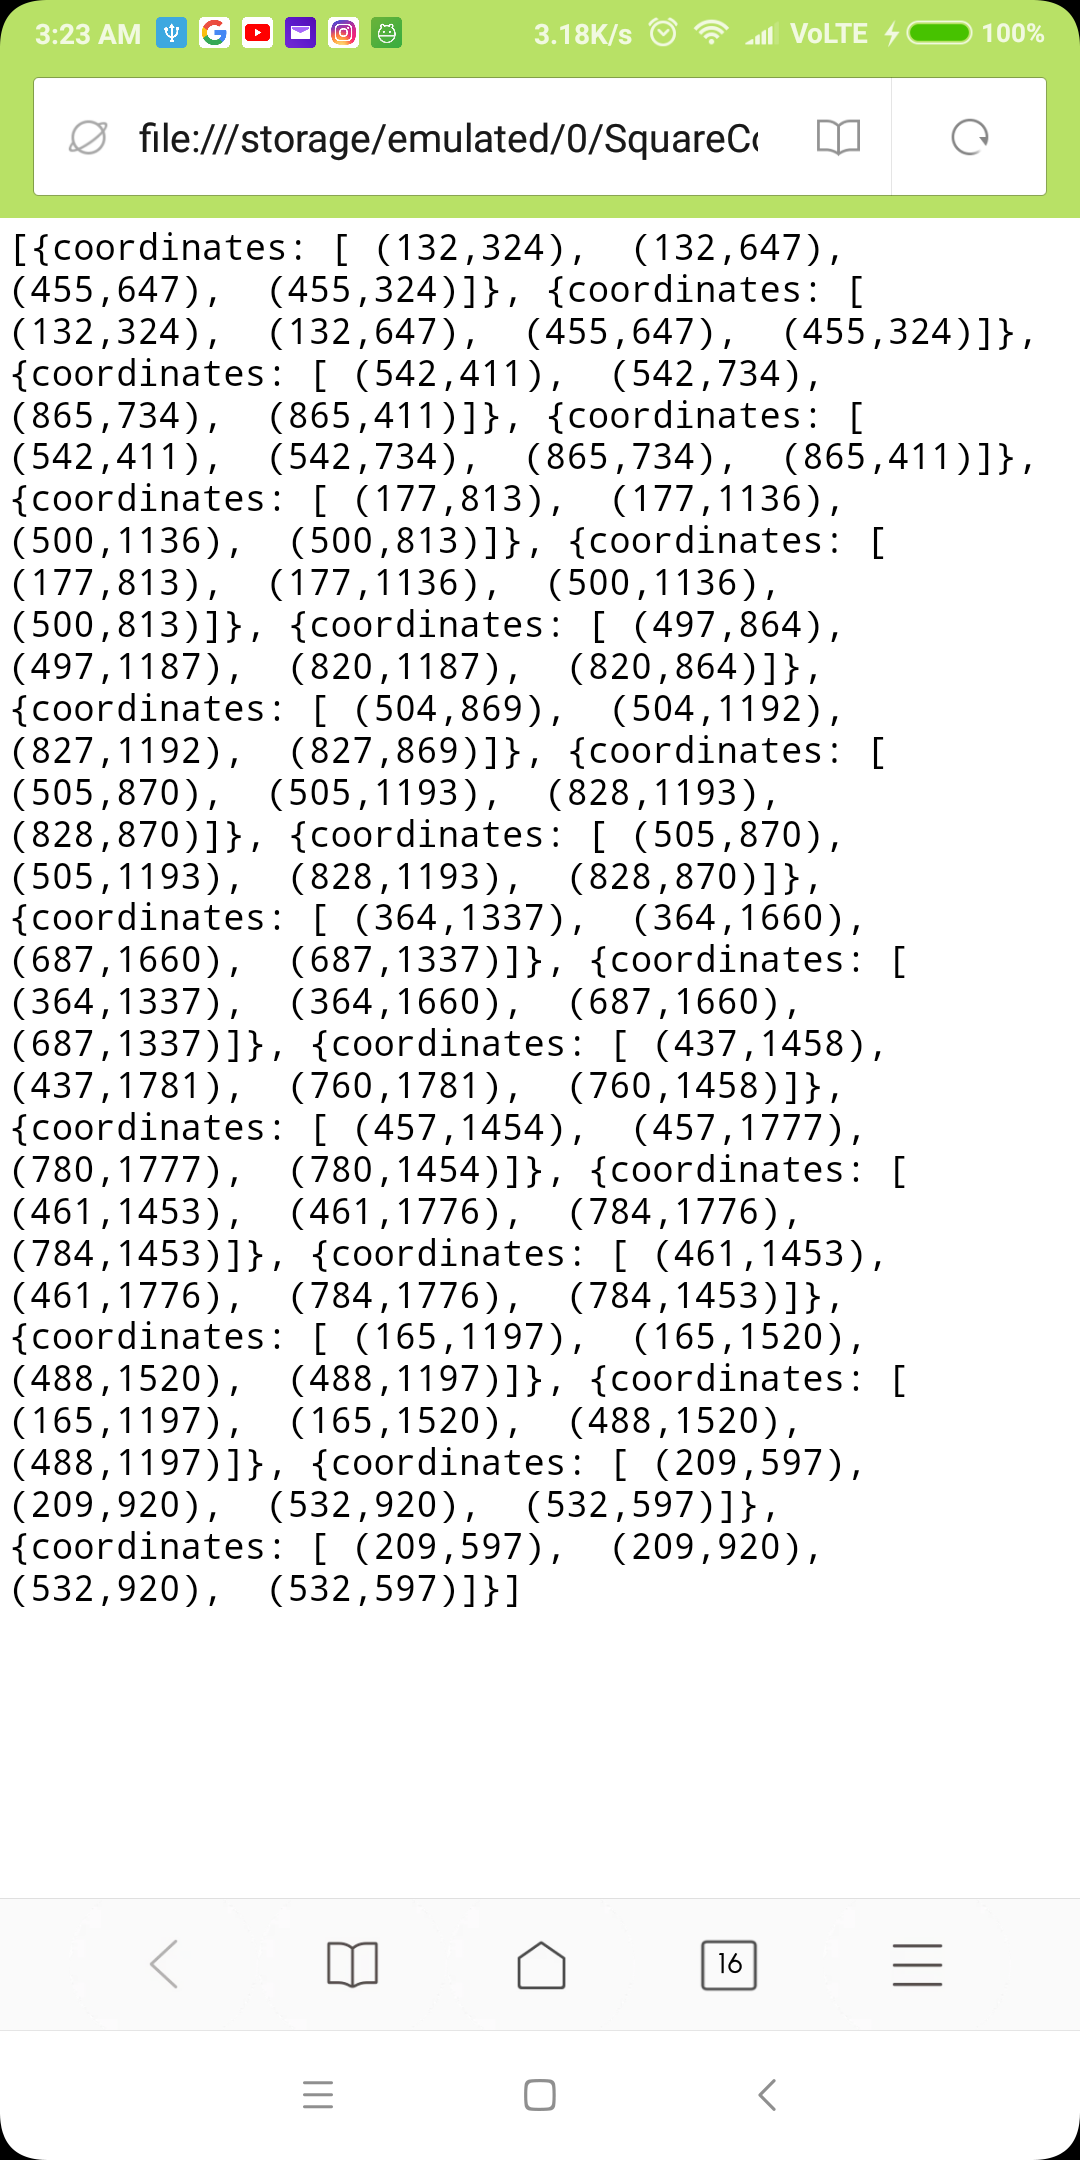 3:23 AM 3.18K/s VoLTE 100%
file:///storage/emulated/0/SquareCo
[{coordinates: [ (132,324),  (132,647),
(455,647),  (455,324)]}, {coordinates: [
(132,324),  (132,647),  (455,647),  (455,324)]},
{coordinates: [ (542,411),  (542,734),
(865,734),  (865,411)]}, {coordinates: [
(542,411),  (542,734),  (865,734),  (865,411)]},
{coordinates: [ (177,813),  (177,1136),
(500,1136),  (500,813)]}, {coordinates: [
(177,813),  (177,1136),  (500,1136),
(500,813)]}, {coordinates: [ (497,864),
(497,1187),  (820,1187),  (820,864)]},
{coordinates: [ (504,869),  (504,1192),
(827,1192),  (827,869)]}, {coordinates: [
(505,870),  (505,1193),  (828,1193),
(828,870)]}, {coordinates: [ (505,870),
(505,1193),  (828,1193),  (828,870)]},
{coordinates: [ (364,1337),  (364,1660),
(687,1660),  (687,1337)]}, {coordinates: [
(364,1337),  (364,1660),  (687,1660),
(687,1337)]}, {coordinates: [ (437,1458),
(437,1781),  (760,1781),  (760,1458)]},
{coordinates: [ (457,1454),  (457,1777),
(780,1777),  (780,1454)]}, {coordinates: [
(461,1453),  (461,1776),  (784,1776),
(784,1453)]}, {coordinates: [ (461,1453),
(461,1776),  (784,1776),  (784,1453)]},
{coordinates: [ (165,1197),  (165,1520),
(488,1520),  (488,1197)]}, {coordinates: [
(165,1197),  (165,1520),  (488,1520),
(488,1197)]}, {coordinates: [ (209,597),
(209,920),  (532,920),  (532,597)]},
{coordinates: [ (209,597),  (209,920),
(532,920),  (532,597)]}]
16